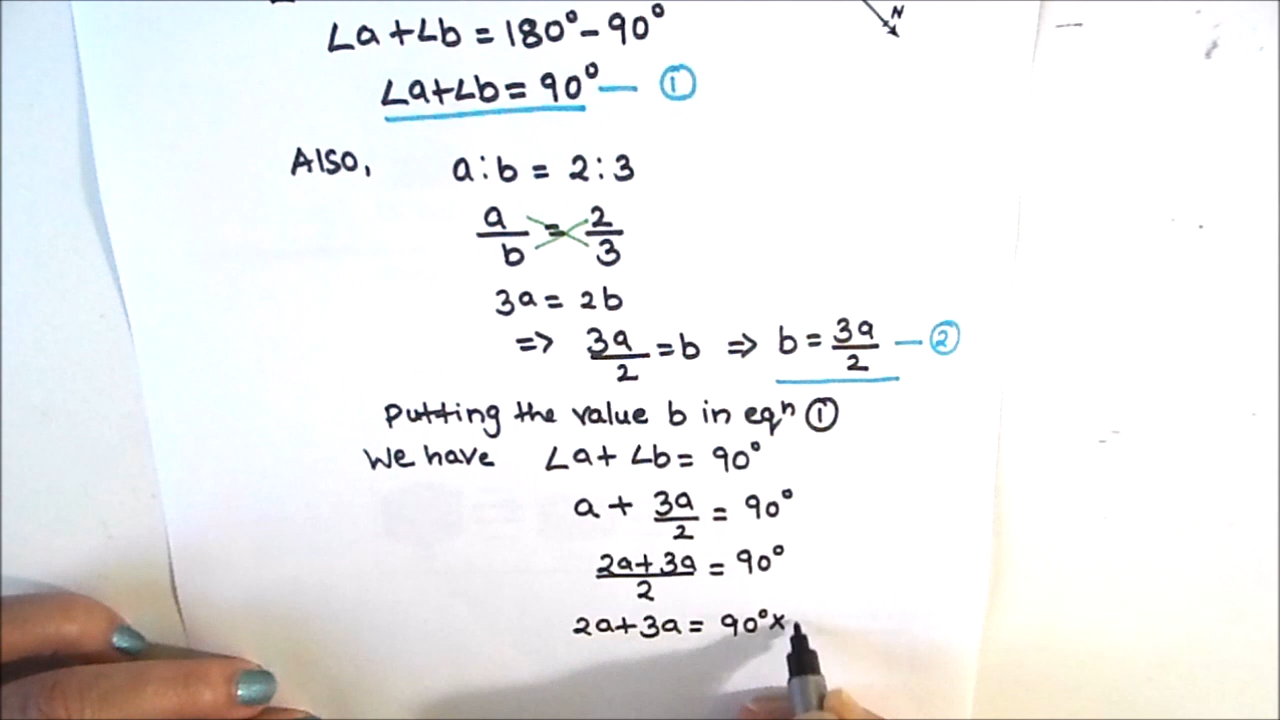 N
∠a+∠b = 180° - 90°
∠a+∠b = 90° — ①
Also, a:b = 2:3
a/b = 2/3
3a = 2b
=> 3a/2 = b => b = 3a/2 — ②
Putting the value b in eqⁿ ①
We have ∠a + ∠b = 90°
a + 3a/2 = 90°
2a+3a/2 = 90°
2a+3a = 90°×